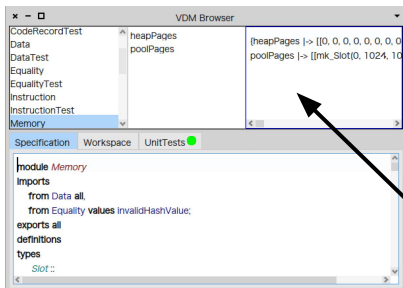 VDM Browser
CodeRecordTest
Data
DataTest
Equality
EqualityTest
Instruction
InstructionTest
Memory
heapPages
poolPages
{heapPages |-> [[0, 0, 0, 0, 0, 0, 0, 0
poolPages |-> [[mk_Slot(0, 1024, 10
Specification Workspace UnitTests
module Memory
imports
from Data all,
from Equality values invalidHashValue;
exports all
definitions
types
Slot ::